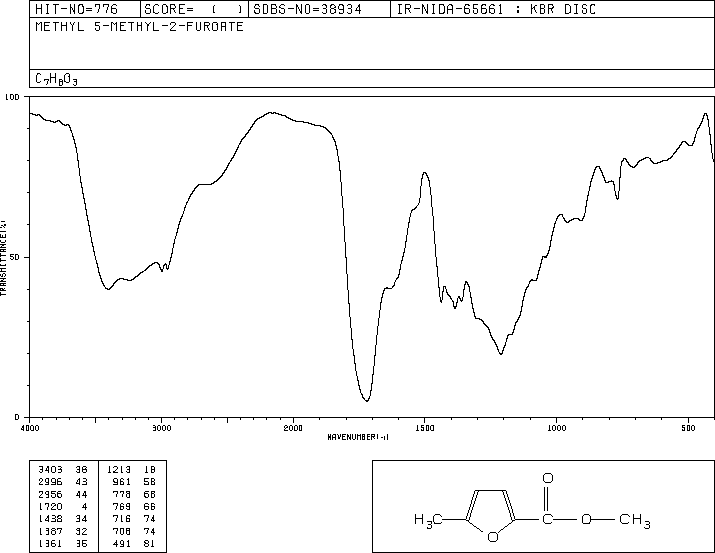 HIT-NO=776 SCORE= ( ) SDBS-NO=38934 IR-NIDA-65661 : KBR DISC
METHYL 5-METHYL-2-FUROATE
C7H8O3
100
50
0
TRANSMITTANCE(%)
4000 3000 2000 1500 1000 500
WAVENUMBER(-1)
3403 38 1213 18
2996 43 961 58
2956 44 778 68
1720 4 769 66
1438 34 716 74
1387 32 708 74
1361 35 491 81
O
H3C O C O CH3